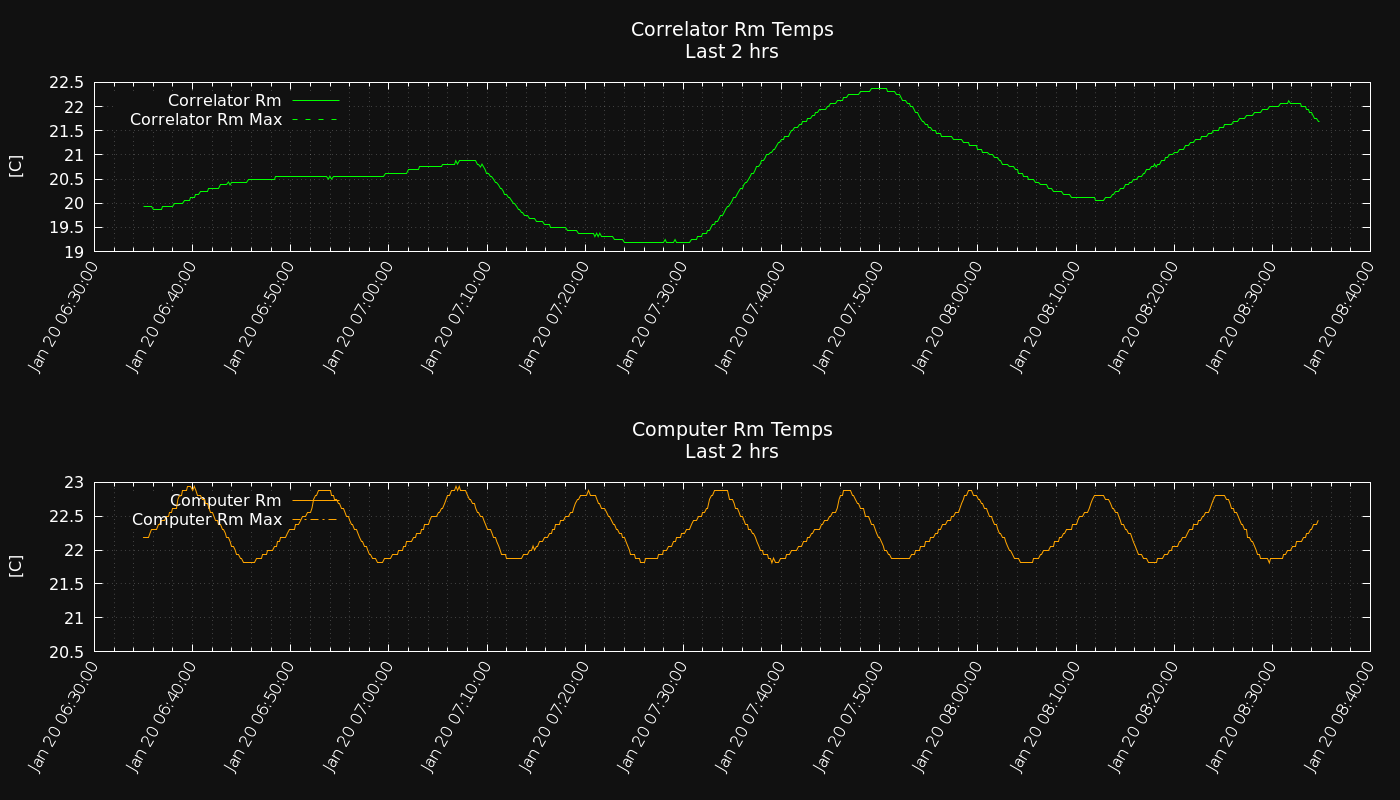 Correlator Rm Temps
Last 2 hrs
22.5
22
21.5
21
20.5
20
19.5
19
[C]
Correlator Rm
Correlator Rm Max
Jan 20 06:30:00
Jan 20 06:40:00
Jan 20 06:50:00
Jan 20 07:00:00
Jan 20 07:10:00
Jan 20 07:20:00
Jan 20 07:30:00
Jan 20 07:40:00
Jan 20 07:50:00
Jan 20 08:00:00
Jan 20 08:10:00
Jan 20 08:20:00
Jan 20 08:30:00
Jan 20 08:40:00
Computer Rm Temps
Last 2 hrs
23
22.5
22
21.5
21
20.5
[C]
Computer Rm
Computer Rm Max
Jan 20 06:30:00
Jan 20 06:40:00
Jan 20 06:50:00
Jan 20 07:00:00
Jan 20 07:10:00
Jan 20 07:20:00
Jan 20 07:30:00
Jan 20 07:40:00
Jan 20 07:50:00
Jan 20 08:00:00
Jan 20 08:10:00
Jan 20 08:20:00
Jan 20 08:30:00
Jan 20 08:40:00